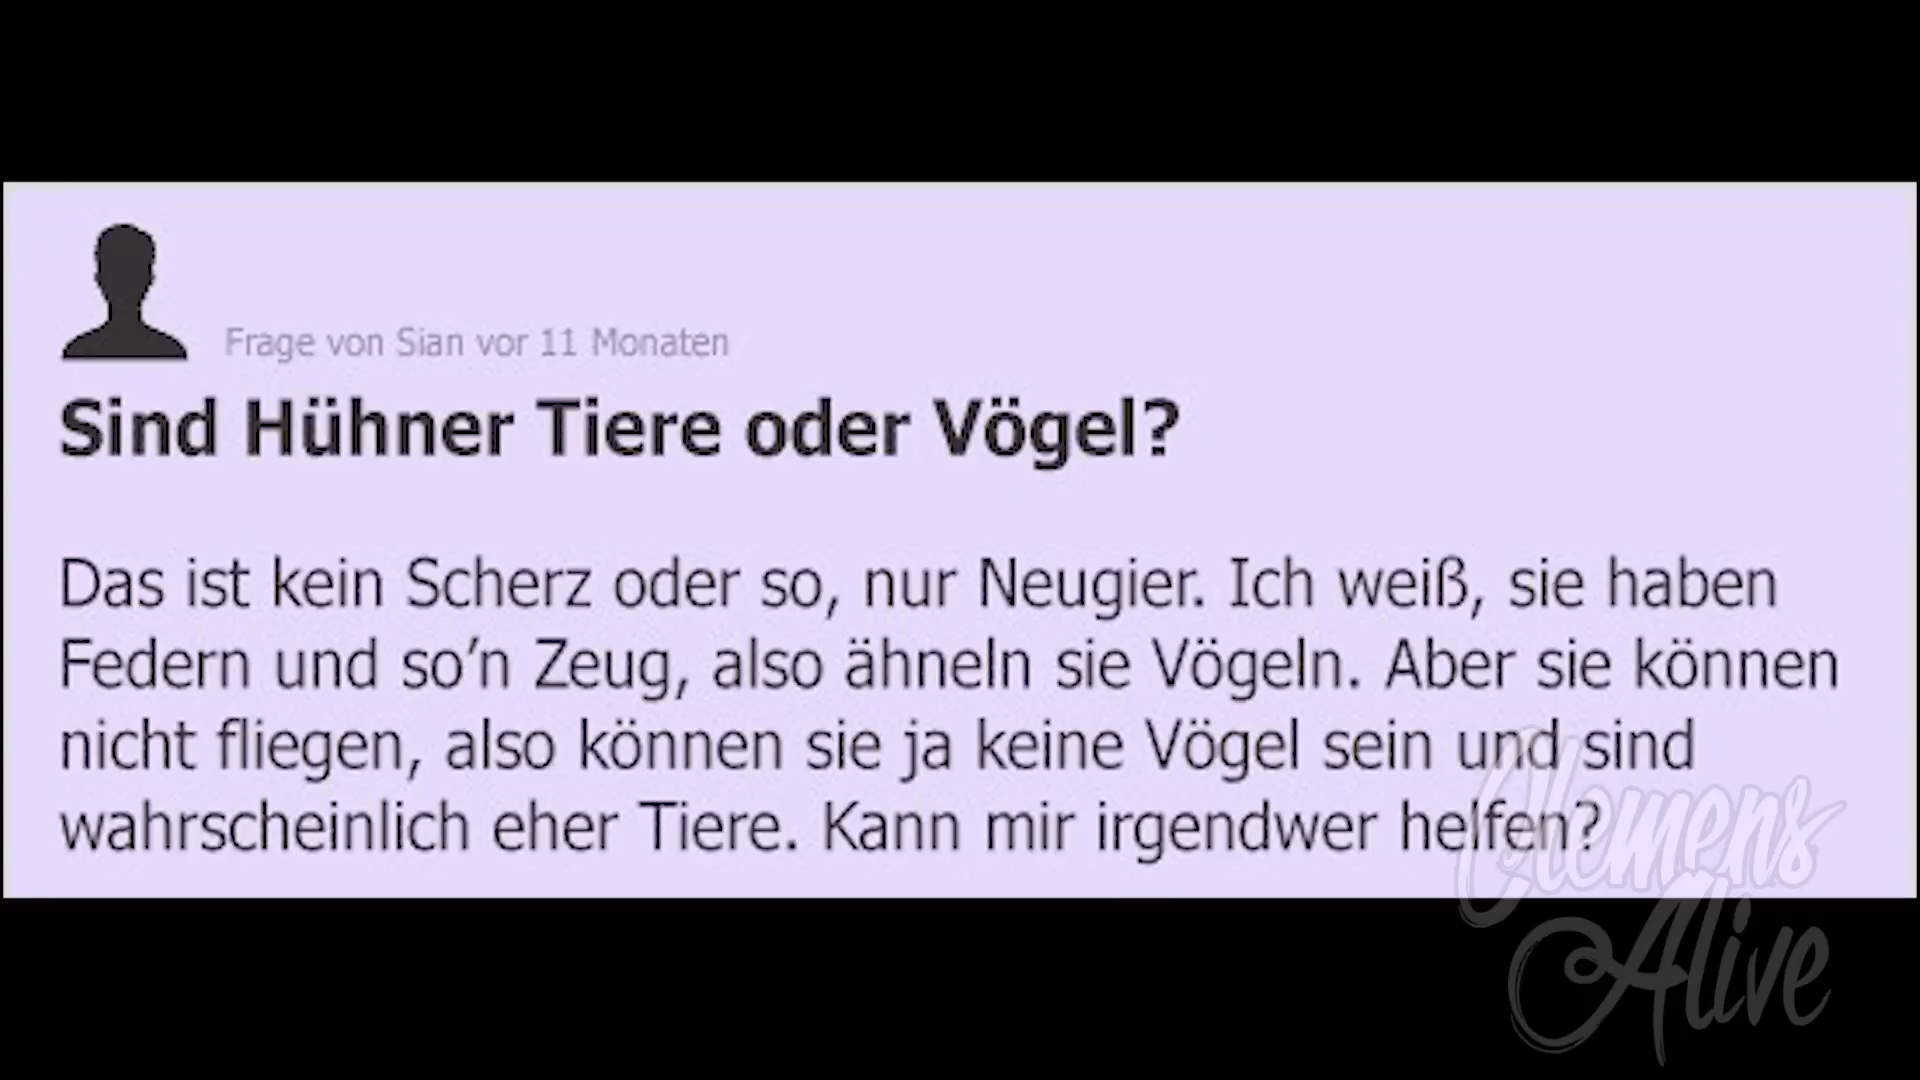 Frage von Sian vor 11 Monaten
Sind Hühner Tiere oder Vögel?
Das ist kein Scherz oder so, nur Neugier. Ich weiß, sie haben
Federn und so’n Zeug, also ähneln sie Vögeln. Aber sie können
nicht fliegen, also können sie ja keine Vögel sein und sind
wahrscheinlich eher Tiere. Kann mir irgendwer helfen?
Clemens
Alive